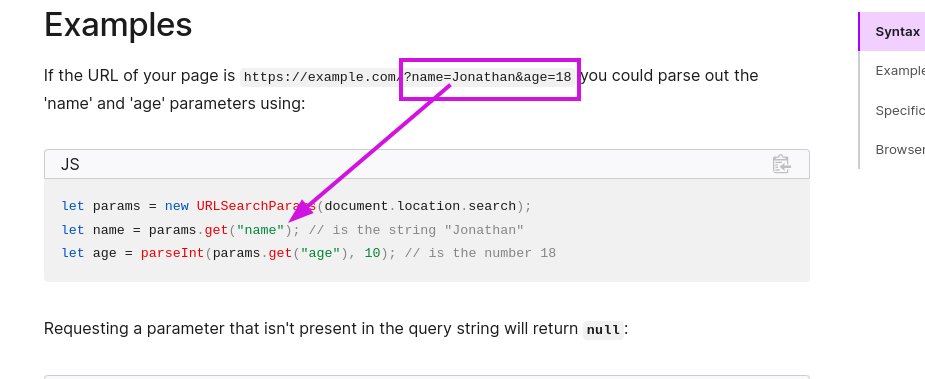 Examples
If the URL of your page is https://example.com/?name=Jonathan&age=18 you could parse out the
'name' and 'age' parameters using:
JS
let params = new URLSearchParams(document.location.search);
let name = params.get("name"); // is the string "Jonathan"
let age = parseInt(params.get("age"), 10); // is the number 18
Requesting a parameter that isn't present in the query string will return null:
Syntax
Example
Specific
Browser